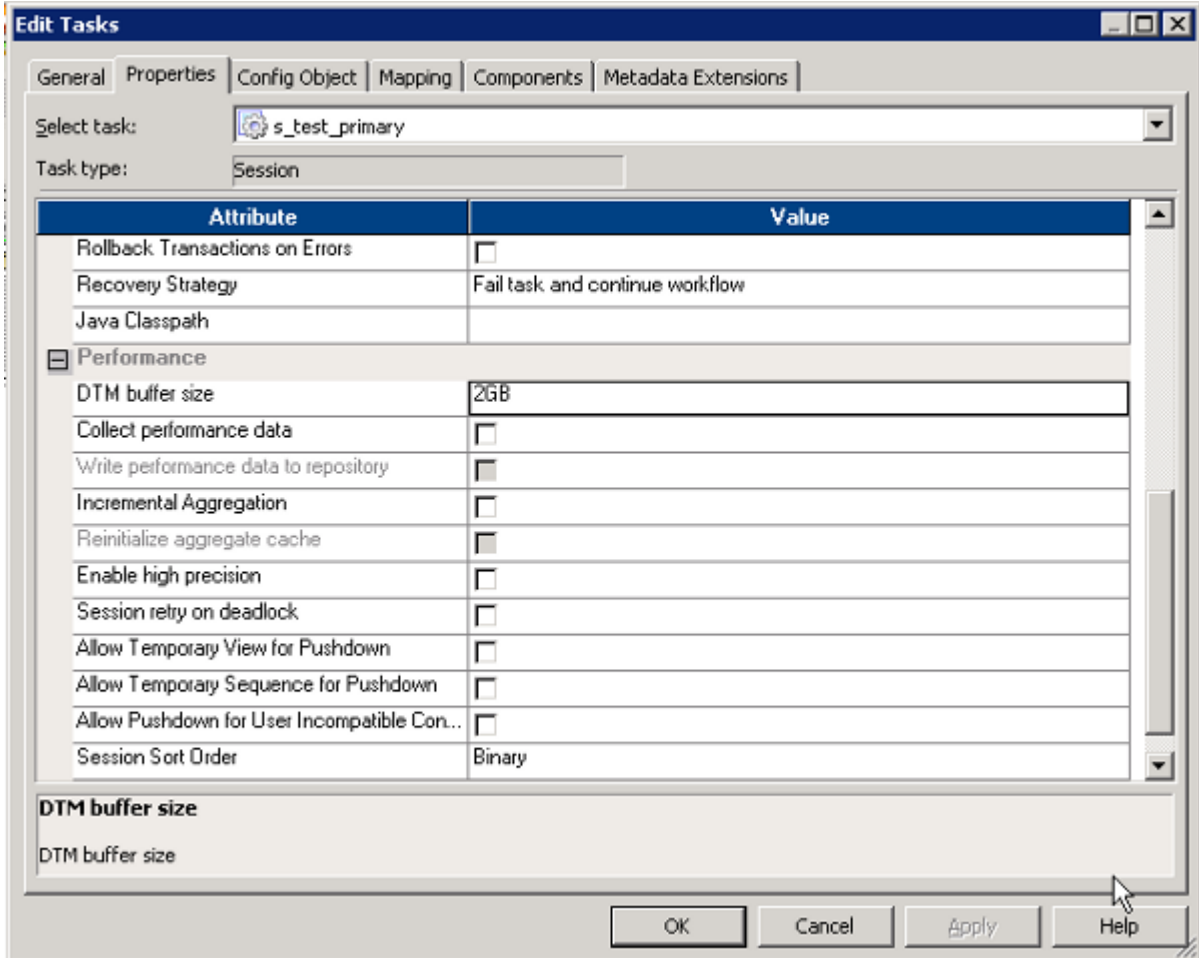 Edit Tasks
General Properties Config Object Mapping Components Metadata Extensions
Select task: s_test_primary
Task type: Session
Attribute Value
Rollback Transactions on Errors
Recovery Strategy Fail task and continue workflow
Java Classpath
Performance
DTM buffer size 2GB
Collect performance data
Write performance data to repository
Incremental Aggregation
Reinitialize aggregate cache
Enable high precision
Session retry on deadlock
Allow Temporary View for Pushdown
Allow Temporary Sequence for Pushdown
Allow Pushdown for User Incompatible Con...
Session Sort Order Binary
DTM buffer size
DTM buffer size
OK Cancel Apply Help